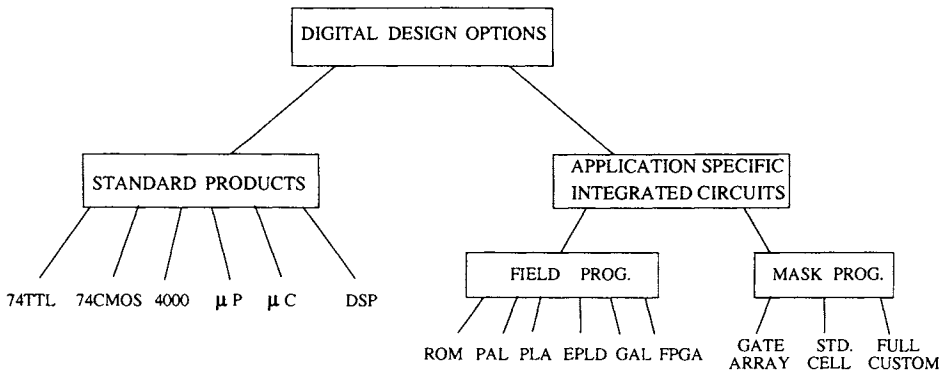 DIGITAL DESIGN OPTIONS
STANDARD PRODUCTS
APPLICATION SPECIFIC
INTEGRATED CIRCUITS
74TTL 74CMOS 4000 μP μC DSP
FIELD PROG.
MASK PROG.
ROM PAL PLA EPLD GAL FPGA
GATE
ARRAY
STD.
CELL
FULL
CUSTOM